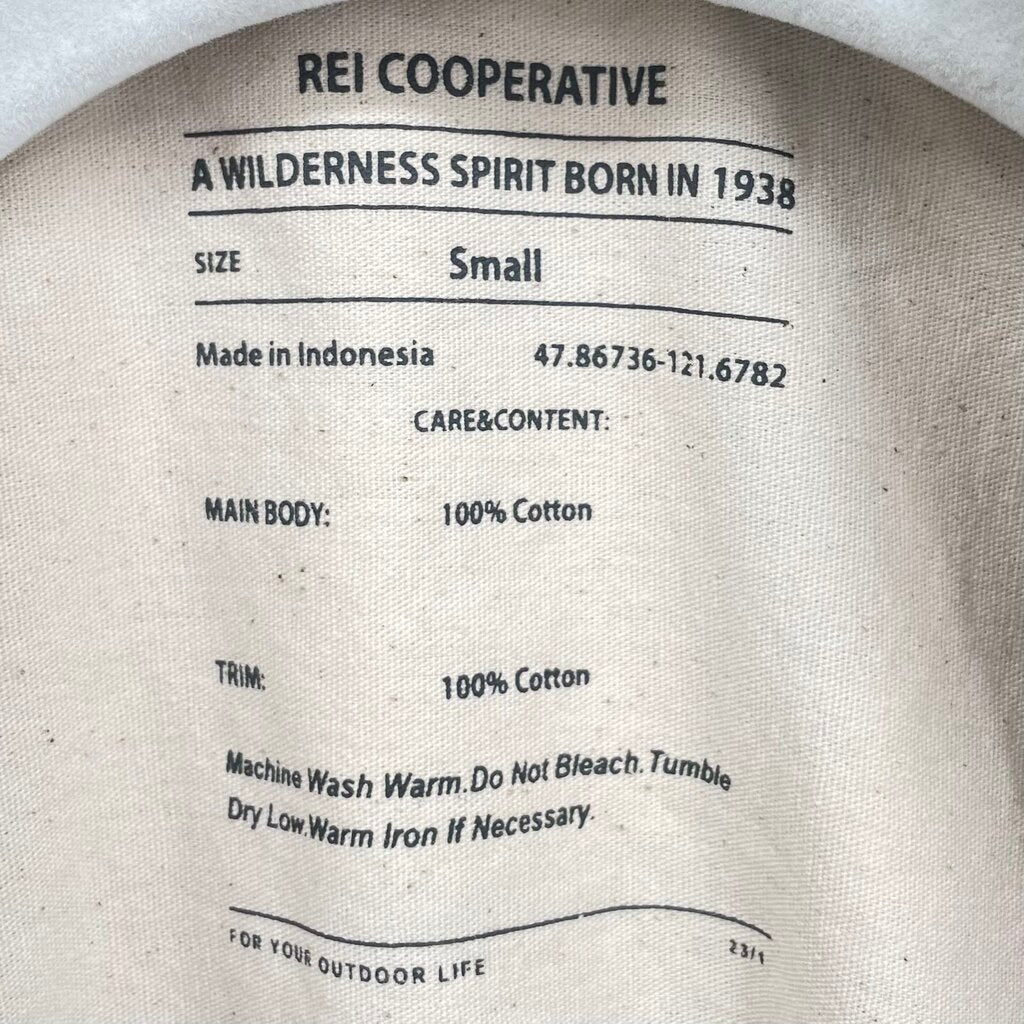 REI COOPERATIVE
A WILDERNESS SPIRIT BORN IN 1938
SIZE Small
Made in Indonesia 47.86736-121.6782
CARE&CONTENT:
MAIN BODY: 100% Cotton
TRIM: 100% Cotton
Machine Wash Warm.Do Not Bleach.Tumble
Dry Low.Warm Iron If Necessary.
FOR YOUR OUTDOOR LIFE 23/1